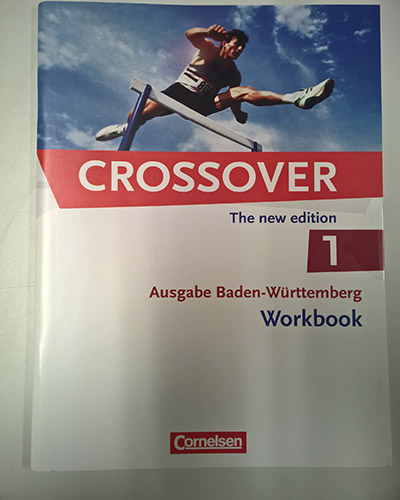 CROSSOVER
The new edition
1
Ausgabe Baden-Württemberg
Workbook
Cornelsen